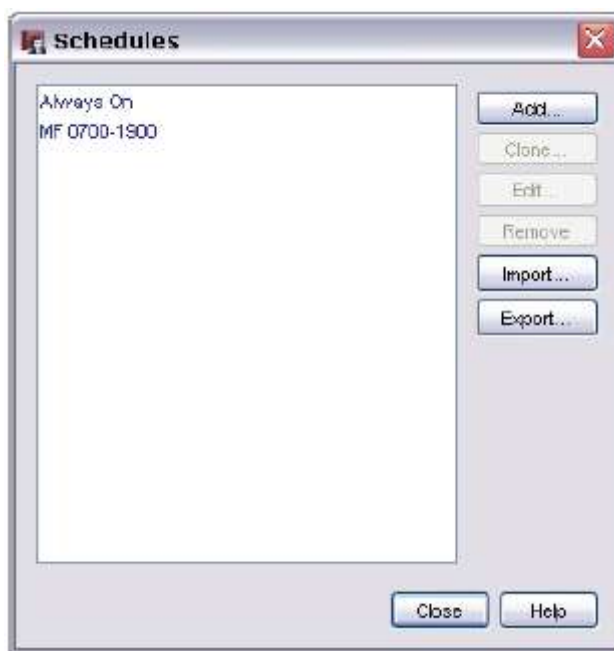 Schedules
Always On
MF 0700-1900
Add...
Clone...
Edit...
Remove
Import...
Export...
Close
Help